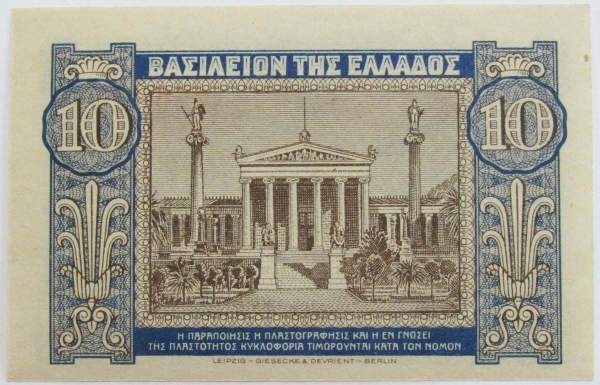 ΒΑΣΙΛΕΙΟΝ ΤΗΣ ΕΛΛΑΔΟΣ
10 10
Η ΠΑΡΑΠΟΙΗΣΙΣ Η ΠΛΑΣΤΟΓΡΑΦΗΣΙΣ ΚΑΙ Η ΕΝ ΓΝΩΣΕΙ
ΤΗΣ ΠΛΑΣΤΟΤΗΤΟΣ ΚΥΚΛΟΦΟΡΙΑ ΤΙΜΩΡΟΥΝΤΑΙ ΚΑΤΑ ΤΟΝ ΝΟΜΟΝ
LEIPZIG – GIESECKE & DEVRIENT – BERLIN